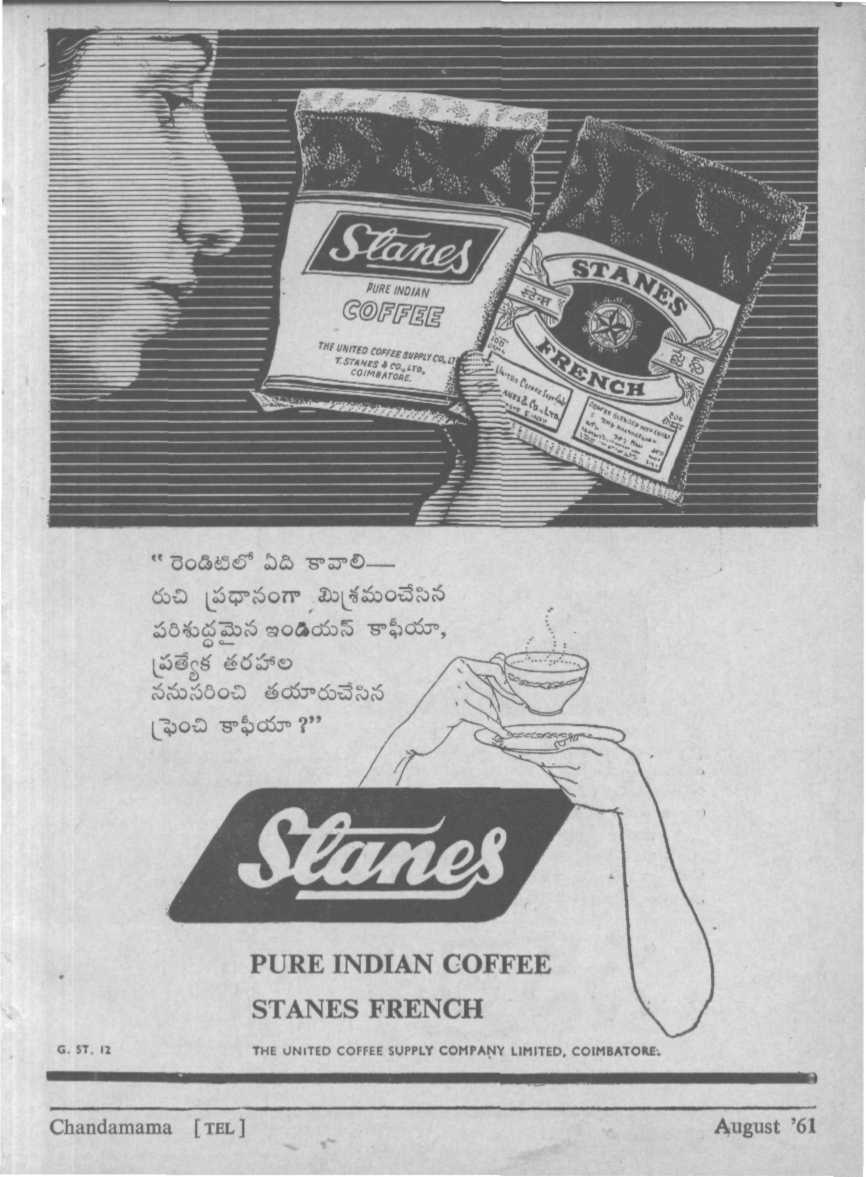 Stanes
PURE INDIAN
COFFEE
THE UNITED COFFEE SUPPLY CO., LTD
T. STANES & CO., LTD,
COIMBATORE.
STANES
FRENCH
" రెండిటిలో ఏది కావాలి—
రుచి ప్రధానంగా మిశ్రమంచేసిన
పరిశుద్ధమైన ఇండియన్ కాఫీయా,
ప్రత్యేక తరహాల
ననుసరించి తయారుచేసిన
ఫ్రెంచి కాఫీయా ?"
Stanes
PURE INDIAN COFFEE
STANES FRENCH
G. ST. 12
THE UNITED COFFEE SUPPLY COMPANY LIMITED, COIMBATORE.
Chandamama [TEL]
August '61